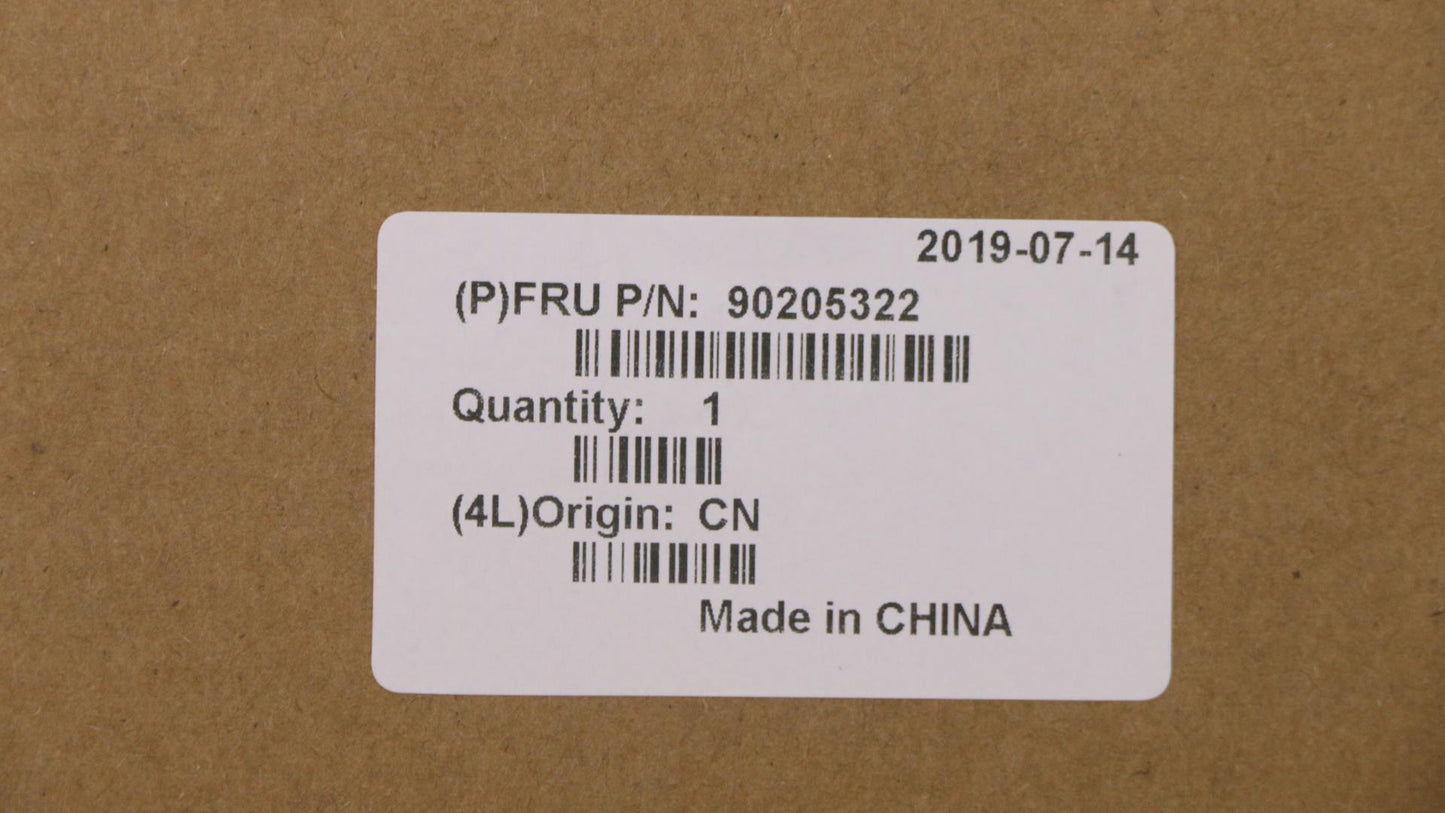 2019-07-14
(P)FRU P/N: 90205322
Quantity: 1
(4L)Origin: CN
Made in CHINA